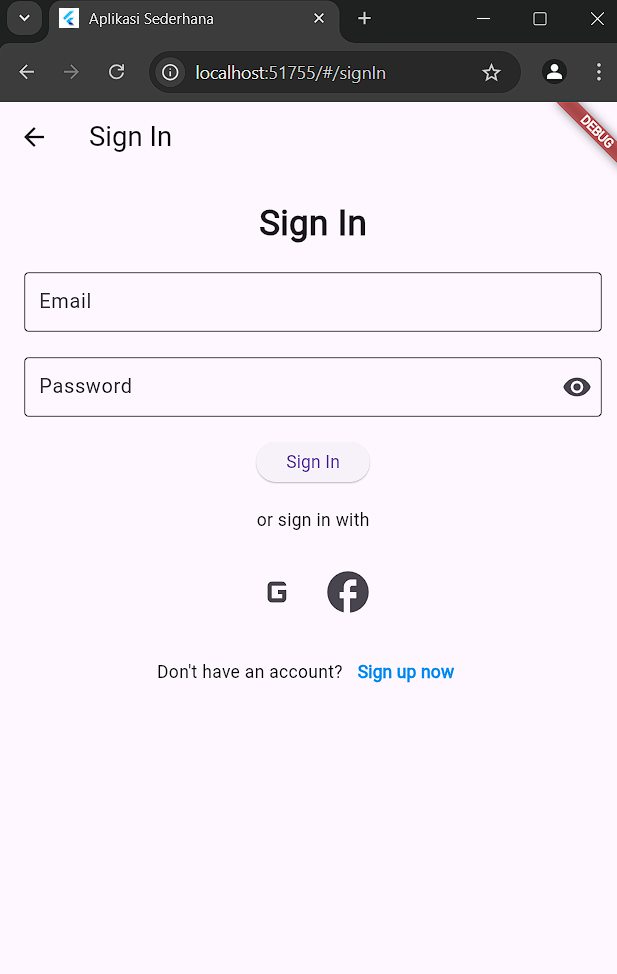 Aplikasi Sederhana
localhost:51755/#/signIn
Sign In
DEBUG
Sign In
Email
Password
Sign In
or sign in with
G
Don't have an account? Sign up now